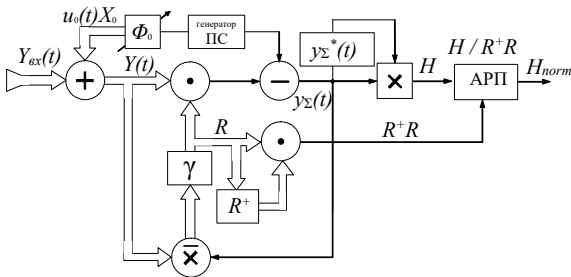 u₀(t)X₀
Φ₀
генератор
ПС
y_Σ*(t)
H / R⁺R
Y_вх(t)
+
Y(t)
•
−
y_Σ(t)
×
H
АРП
H_norm
γ
R
•
R⁺R
R⁺
×̄